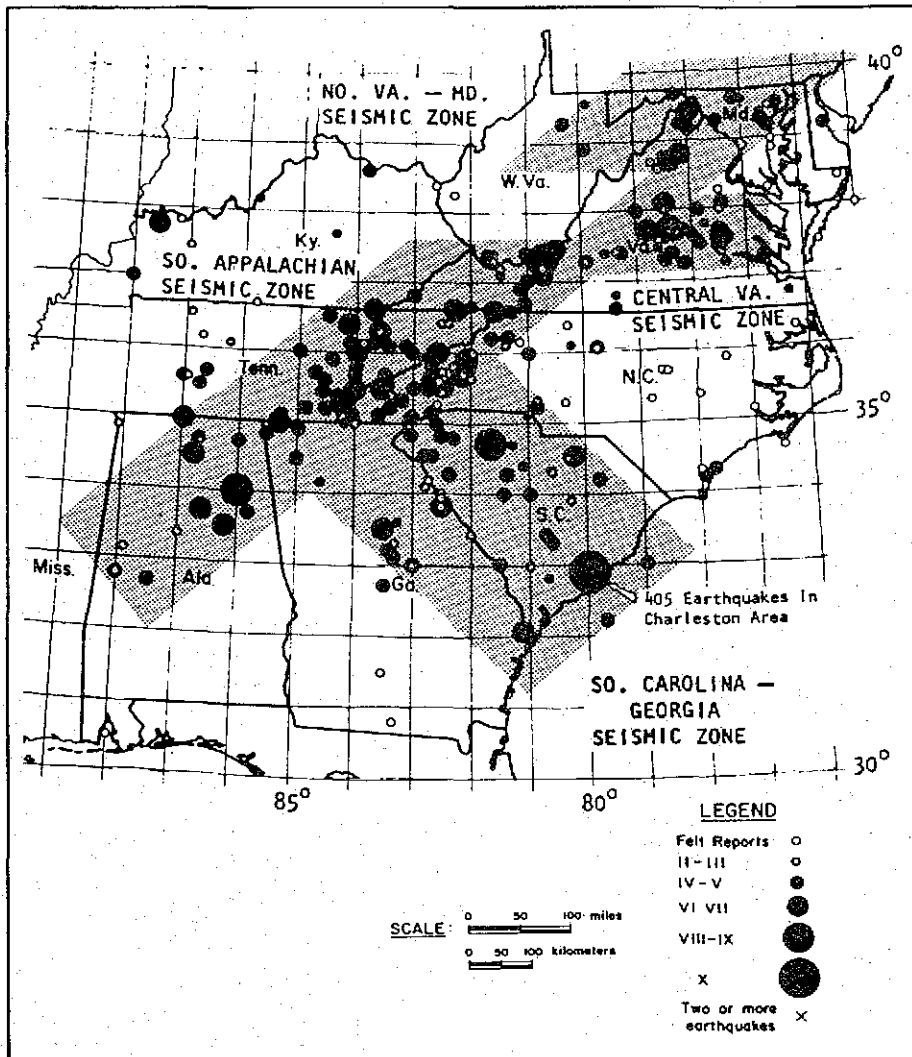 40°
NO. VA. — MD.
SEISMIC ZONE
Md.
W.Va.
Ky.
Va.
SO. APPALACHIAN
SEISMIC ZONE
CENTRAL VA.
SEISMIC ZONE
Tenn.
N.C.
35°
S.C.
Miss.
Ala.
Ga.
405 Earthquakes In
Charleston Area
SO. CAROLINA —
GEORGIA
SEISMIC ZONE
30°
85°
80°
LEGEND
Felt Reports
II-III
IV-V
VI VII
VIII-IX
X
Two or more
earthquakes
SCALE:
0 50 100 miles
0 50 100 kilometers